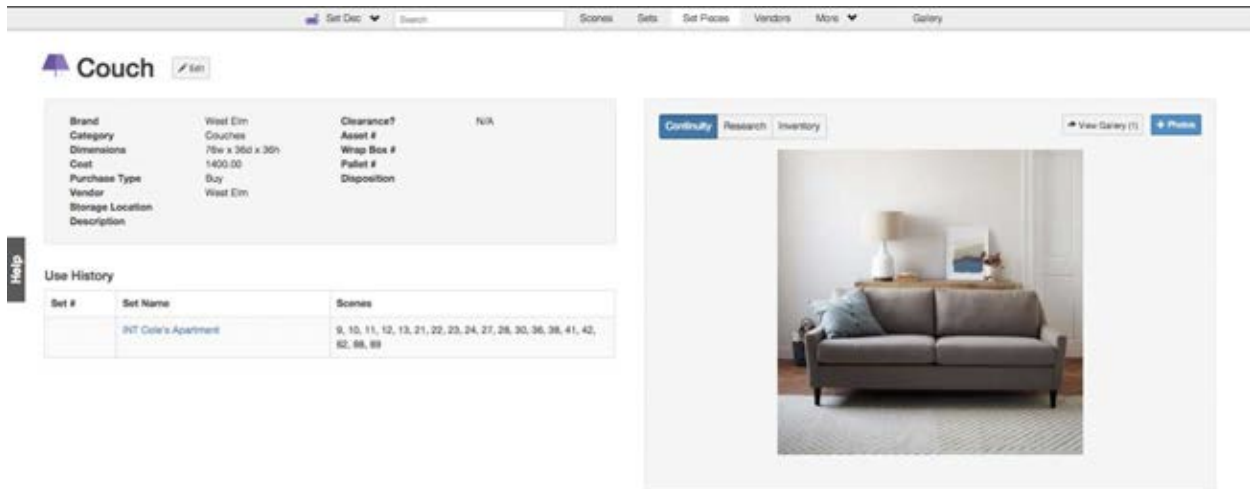 Set Dec
Search
Scenes
Sets
Set Pieces
Vendors
More
Gallery
Couch
Edit
Brand West Elm
Category Couches
Dimensions 76w x 36d x 36h
Cost 1400.00
Purchase Type Buy
Vendor West Elm
Storage Location
Description
Clearance? N/A
Asset #
Wrap Box #
Pallet #
Disposition
Help
Use History
Set # Set Name Scenes
INT Cole's Apartment 9, 10, 11, 12, 13, 21, 22, 23, 24, 27, 28, 30, 36, 38, 41, 42,
Continuity Research Inventory
View Gallery (1)
Photos